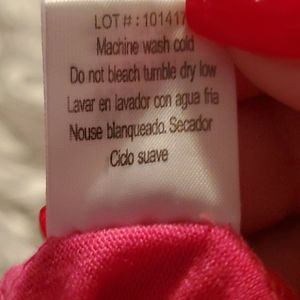 LOT #: 101417
Machine wash cold
Do not bleach tumble dry low
Lavar en lavador con agua fria
Nouse blanqueado. Secador
Ciclo suave